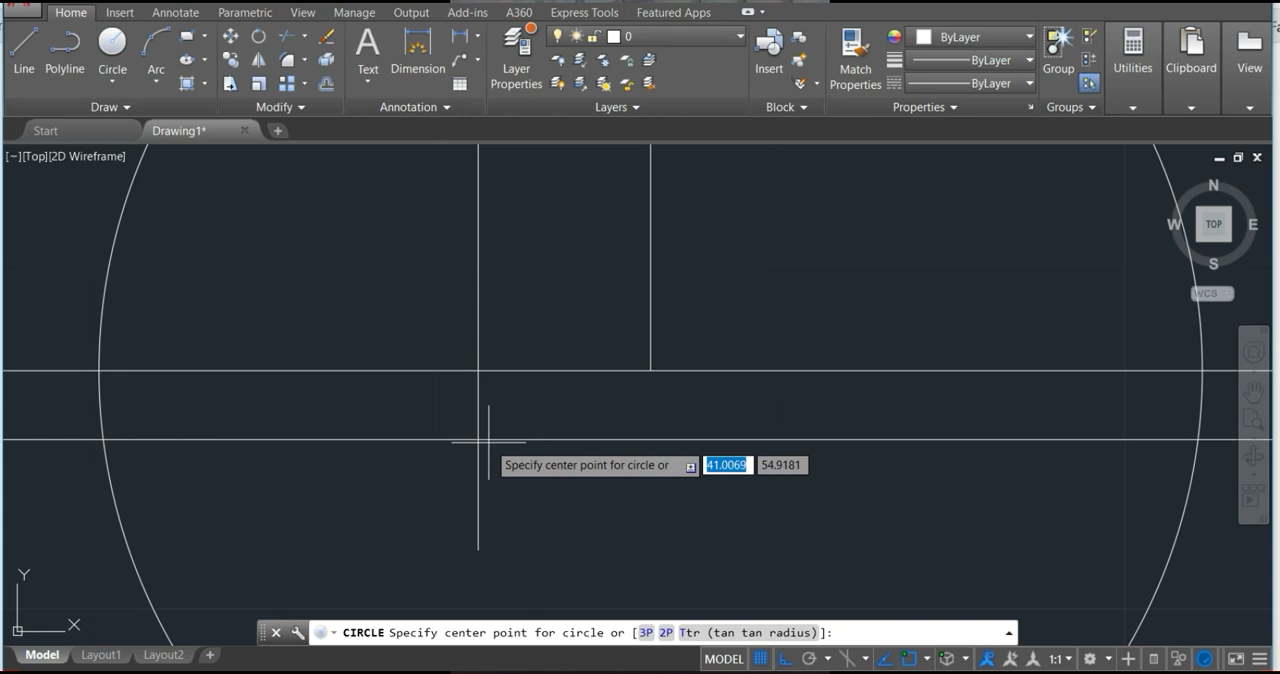 Home Insert Annotate Parametric View Manage Output Add-ins A360 Express Tools Featured Apps
Line Polyline Circle Arc
Text Dimension
Layer Properties
0
Insert
Match Properties
ByLayer
ByLayer
ByLayer
Group
Utilities
Clipboard
View
Draw Modify Annotation Layers Block Properties Groups
Start Drawing1* +
[−][Top][2D Wireframe]
N
W TOP E
S
WCS
Specify center point for circle or 41.0069 54.9181
Y
X
CIRCLE Specify center point for circle or [3P 2P Ttr (tan tan radius)]:
Model Layout1 Layout2 +
MODEL 1:1